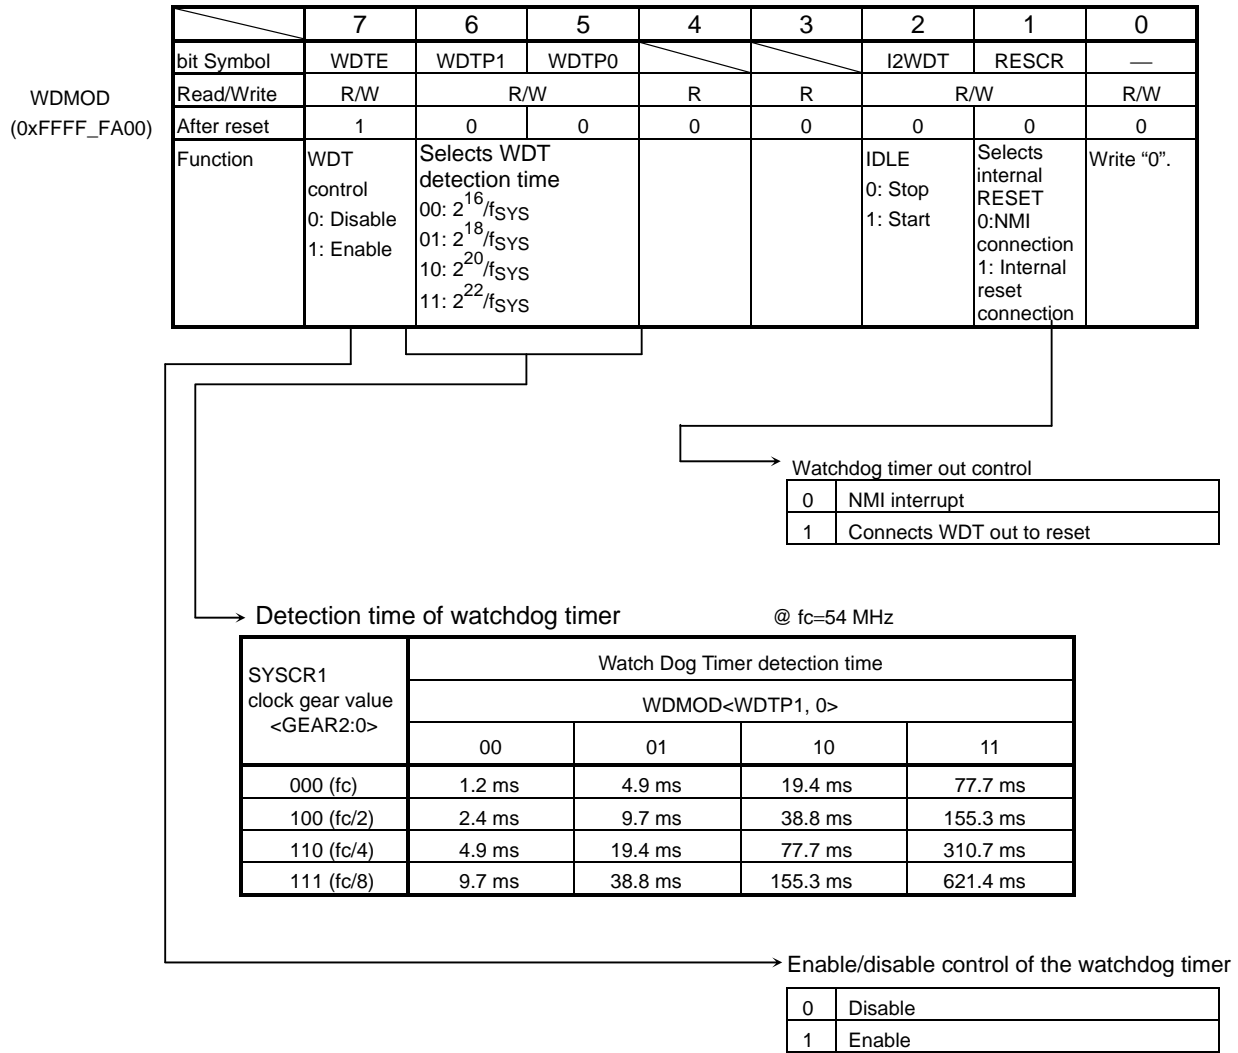 7 6 5 4 3 2 1 0
bit Symbol WDTE WDTP1 WDTP0 I2WDT RESCR —
WDMOD
(0xFFFF_FA00)
Read/Write R/W R/W R R R/W R/W
After reset 1 0 0 0 0 0 0 0
Function
WDT
control
0: Disable
1: Enable
Selects WDT
detection time
00: 2^16/fSYS
01: 2^18/fSYS
10: 2^20/fSYS
11: 2^22/fSYS
IDLE
0: Stop
1: Start
Selects
internal
RESET
0:NMI
connection
1: Internal
reset
connection
Write “0”.
Watchdog timer out control
0 NMI interrupt
1 Connects WDT out to reset
Detection time of watchdog timer @ fc=54 MHz
SYSCR1
clock gear value
<GEAR2:0>
Watch Dog Timer detection time
WDMOD<WDTP1, 0>
00 01 10 11
000 (fc) 1.2 ms 4.9 ms 19.4 ms 77.7 ms
100 (fc/2) 2.4 ms 9.7 ms 38.8 ms 155.3 ms
110 (fc/4) 4.9 ms 19.4 ms 77.7 ms 310.7 ms
111 (fc/8) 9.7 ms 38.8 ms 155.3 ms 621.4 ms
Enable/disable control of the watchdog timer
0 Disable
1 Enable